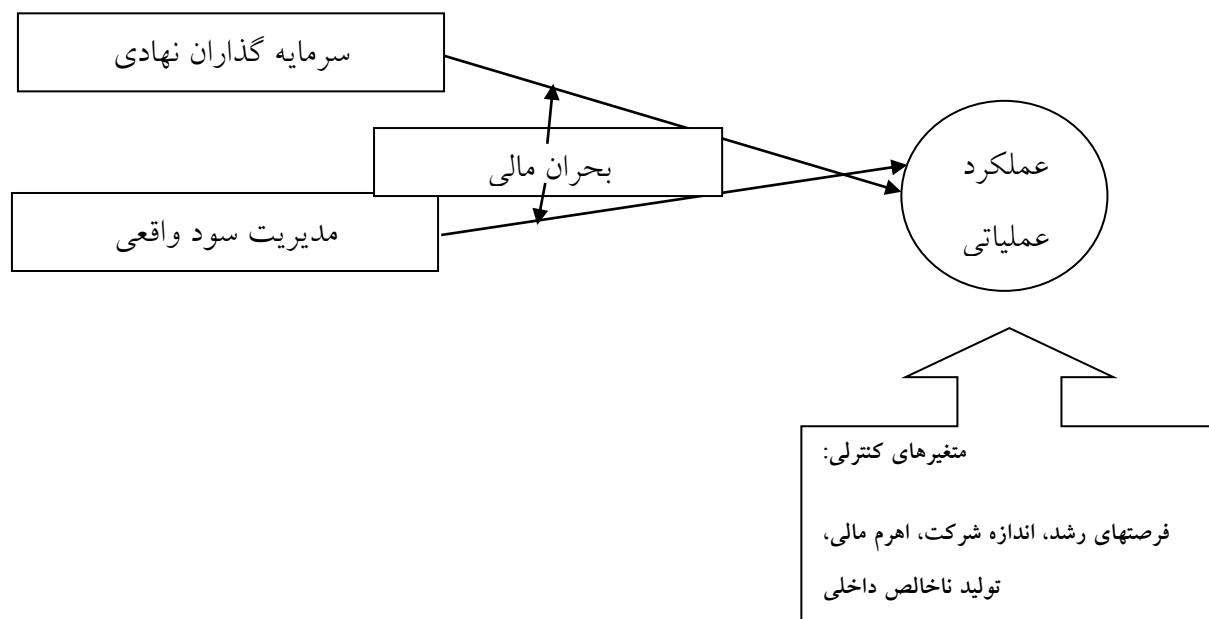 سرمایه گذاران نهادی
بحران مالی
مدیریت سود واقعی
عملکرد
عملیاتی
متغیرهای کنترلی:
فرصتهای رشد، اندازه شرکت، اهرم مالی،
تولید ناخالص داخلی